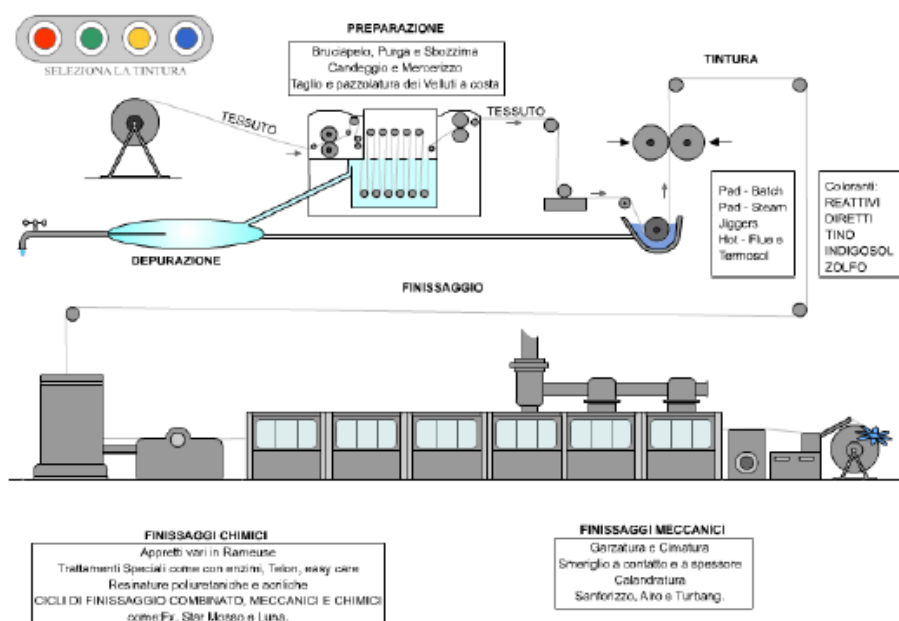 SELEZIONA LA TINTURA
PREPARAZIONE
Bruciapelo, Purga e Sbozzima
Candeggio e Mercerizzo
Taglio e pazzolatura dei Velluti a costa
TESSUTO
TESSUTO
TINTURA
Pad - Batch
Pad - Steam
Jiggers
Hot - Flue e
Termosol
Coloranti:
REATTIVI
DIRETTI
TINO
INDIGOSOL
ZOLFO
DEPURAZIONE
FINISSAGGIO
FINISSAGGI CHIMICI
Appretti vari in Rameuse
Trattamenti Speciali come con enzimi, Teflon, easy care
Resinature poliuretaniche e acriliche
CICLI DI FINISSAGGIO COMBINATO, MECCANICI E CHIMICI
come:Ex. Star Mosso e Luna.
FINISSAGGI MECCANICI
Garzatura e Cimatura
Smeriglio a contatto e a spessore
Calandratura
Sanforizzo, Airo e Turbang.